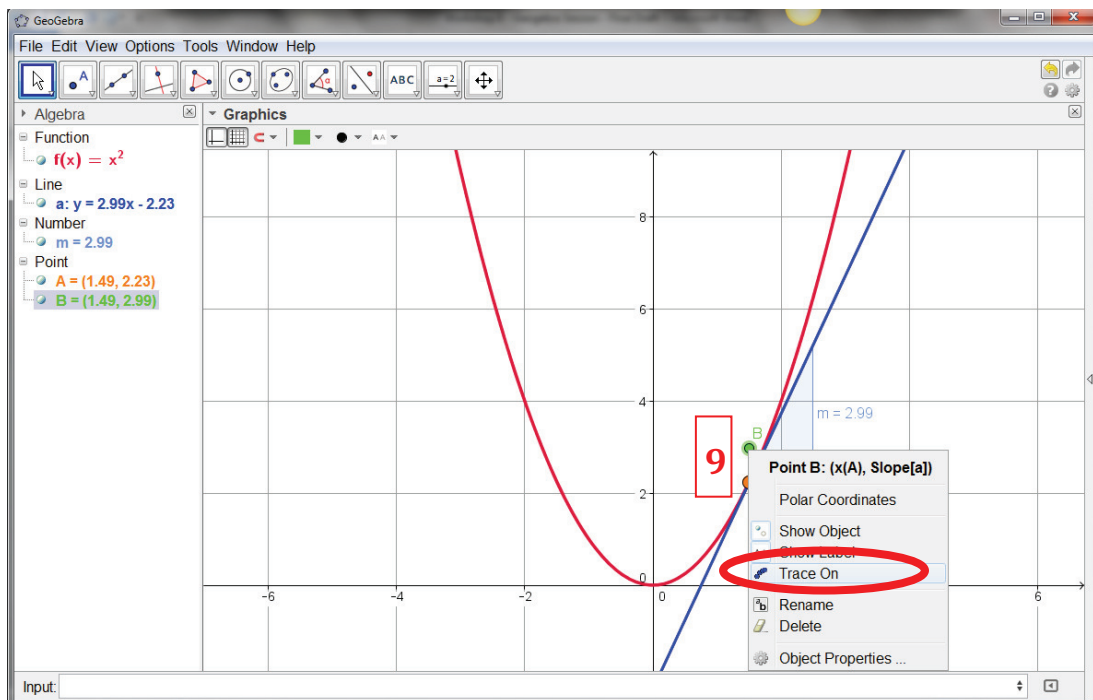 GeoGebra
File Edit View Options Tools Window Help
A
α
ABC
a=2
Algebra
Graphics
AA
Function
f(x) = x²
Line
a: y = 2.99x - 2.23
Number
m = 2.99
Point
A = (1.49, 2.23)
B = (1.49, 2.99)
8
6
4
m = 2.99
B
9
Point B: (x(A), Slope[a])
Polar Coordinates
2
Show Object
Show Label
Trace On
0
-6
-4
-2
0
6
Rename
Delete
Object Properties ...
Input: